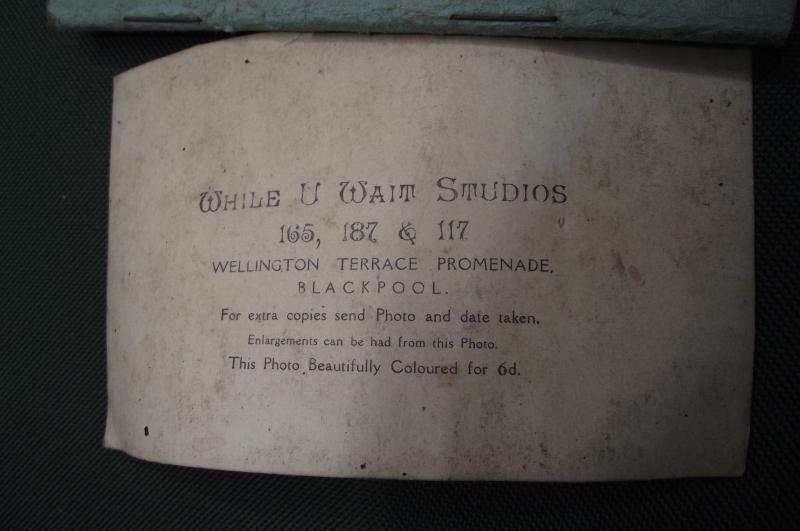 While U Wait Studios
165, 187 & 117
WELLINGTON TERRACE PROMENADE,
BLACKPOOL.
For extra copies send Photo and date taken.
Enlargements can be had from this Photo.
This Photo Beautifully Coloured for 6d.